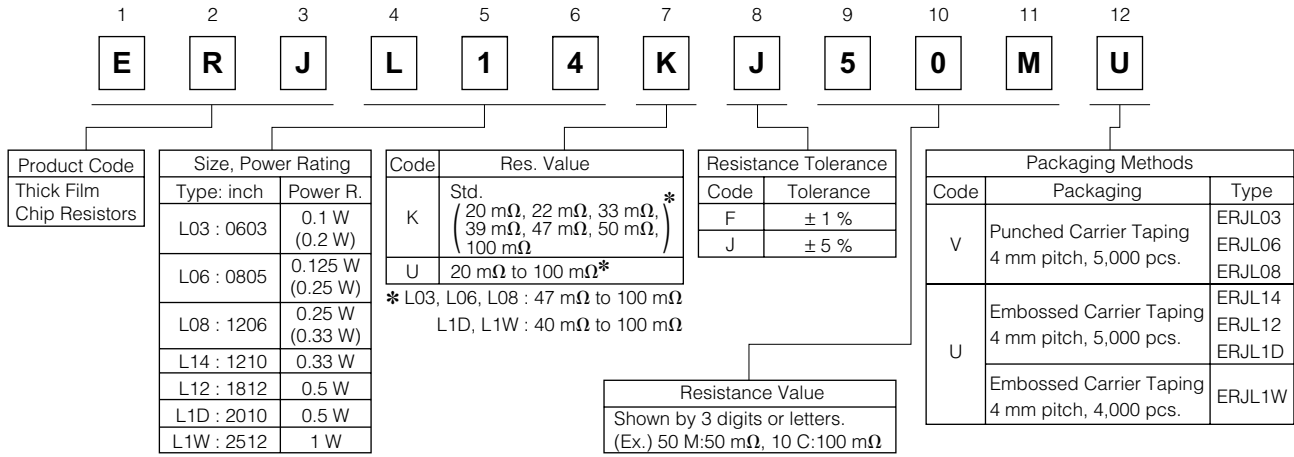 1 2 3 4 5 6 7 8 9 10 11 12
E R J L 1 4 K J 5 0 M U
Product Code
Thick Film
Chip Resistors
Size, Power Rating
Type: inch Power R.
L03 : 0603 0.1 W
(0.2 W)
L06 : 0805 0.125 W
(0.25 W)
L08 : 1206 0.25 W
(0.33 W)
L14 : 1210 0.33 W
L12 : 1812 0.5 W
L1D : 2010 0.5 W
L1W : 2512 1 W
Code Res. Value
K Std.
(20 mΩ, 22 mΩ, 33 mΩ,
39 mΩ, 47 mΩ, 50 mΩ,
100 mΩ)*
U 20 mΩ to 100 mΩ*
* L03, L06, L08 : 47 mΩ to 100 mΩ
L1D, L1W : 40 mΩ to 100 mΩ
Resistance Tolerance
Code Tolerance
F ± 1 %
J ± 5 %
Resistance Value
Shown by 3 digits or letters.
(Ex.) 50 M:50 mΩ, 10 C:100 mΩ
Packaging Methods
Code Packaging Type
V Punched Carrier Taping
4 mm pitch, 5,000 pcs.
ERJL03
ERJL06
ERJL08
U Embossed Carrier Taping
4 mm pitch, 5,000 pcs.
ERJL14
ERJL12
ERJL1D
Embossed Carrier Taping
4 mm pitch, 4,000 pcs.
ERJL1W